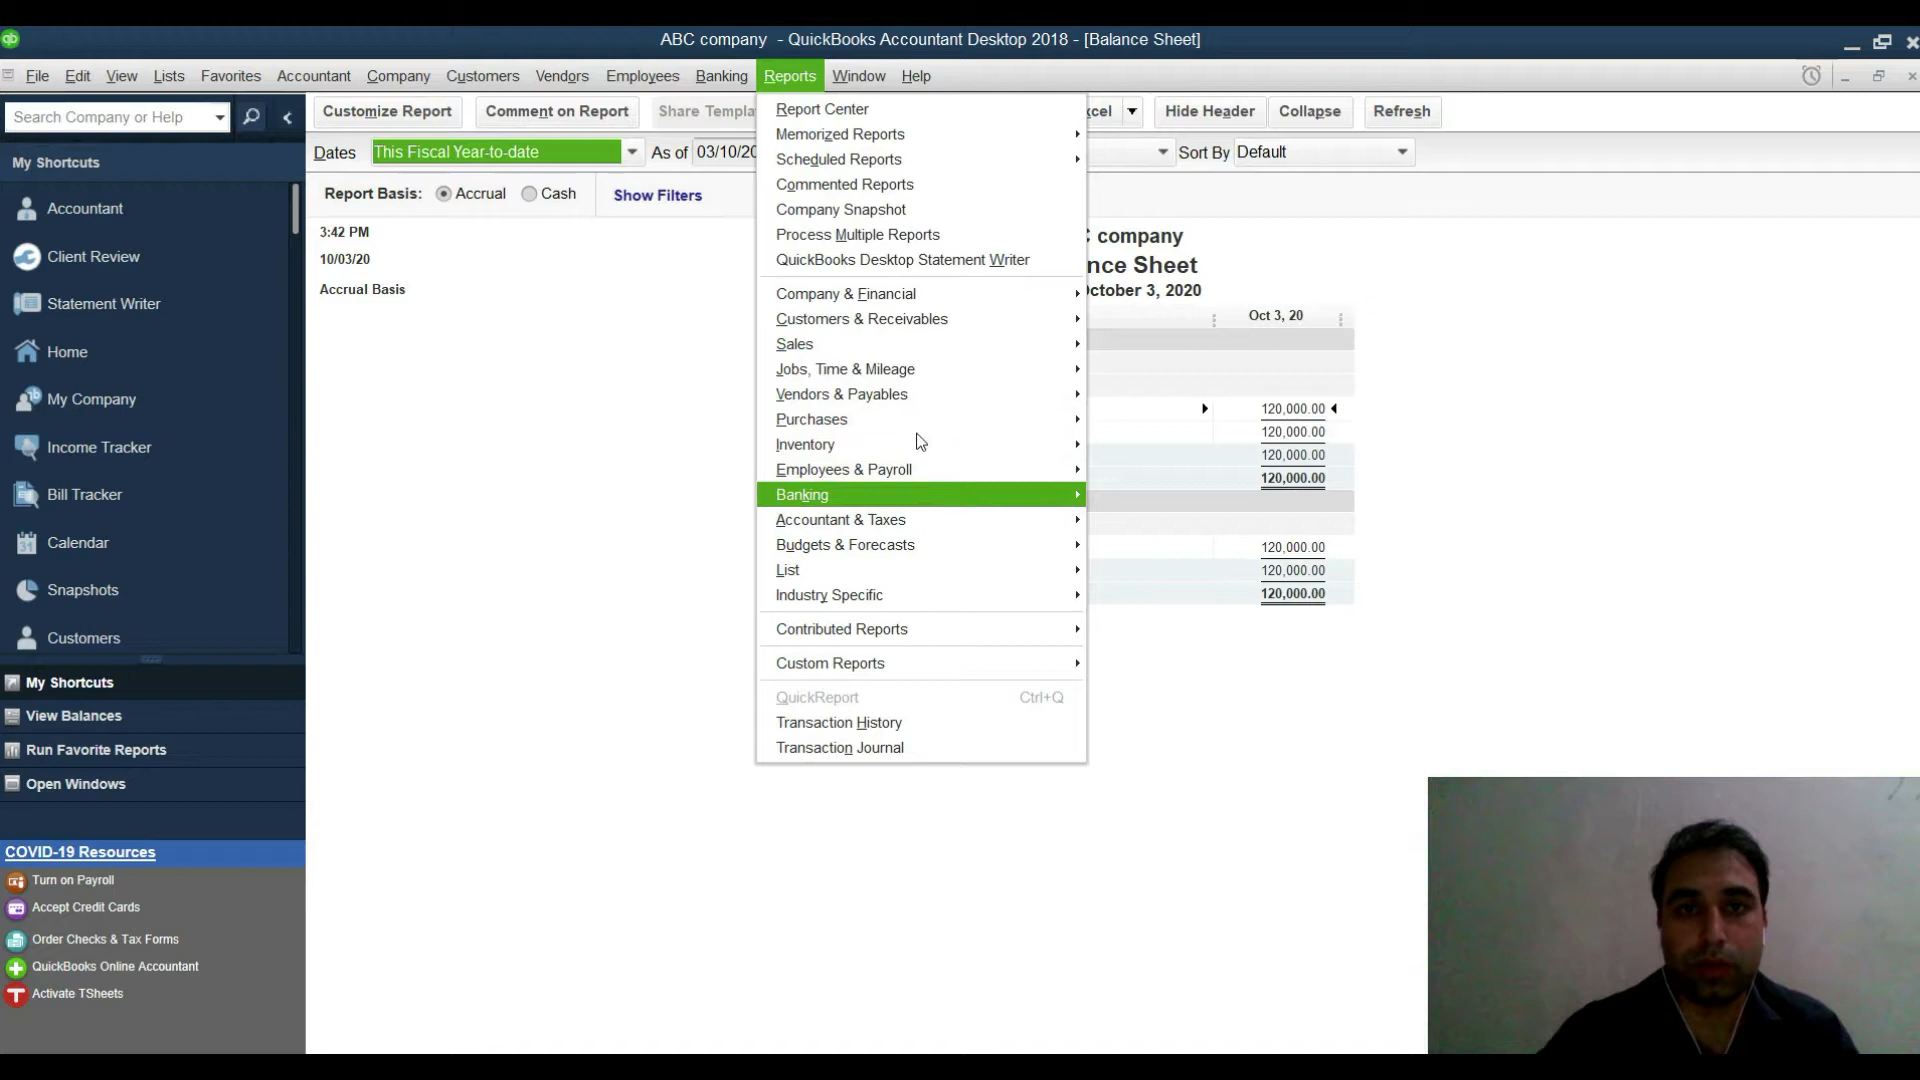 ABC company - QuickBooks Accountant Desktop 2018 - [Balance Sheet]
File Edit View Lists Favorites Accountant Company Customers Vendors Employees Banking Reports Window Help
Search Company or Help
Customize Report Comment on Report Hide Header Collapse Refresh
Dates This Fiscal Year-to-date As of Sort By Default
Report Basis: Accrual Cash Show Filters
My Shortcuts
Accountant
Client Review
Statement Writer
Home
My Company
Income Tracker
Bill Tracker
Calendar
Snapshots
Customers
My Shortcuts
View Balances
Run Favorite Reports
Open Windows
COVID-19 Resources
Turn on Payroll
Accept Credit Cards
Order Checks & Tax Forms
QuickBooks Online Accountant
Activate TSheets
3:42 PM
10/03/20
Accrual Basis
Report Center
Memorized Reports
Scheduled Reports
Commented Reports
Company Snapshot
Process Multiple Reports
QuickBooks Desktop Statement Writer
Company & Financial
Customers & Receivables
Sales
Jobs, Time & Mileage
Vendors & Payables
Purchases
Inventory
Employees & Payroll
Banking
Accountant & Taxes
Budgets & Forecasts
List
Industry Specific
Contributed Reports
Custom Reports
QuickReport Ctrl+Q
Transaction History
Transaction Journal
company
Sheet
3, 2020
Oct 3, 20
120,000.00
120,000.00
120,000.00
120,000.00
120,000.00
120,000.00
120,000.00